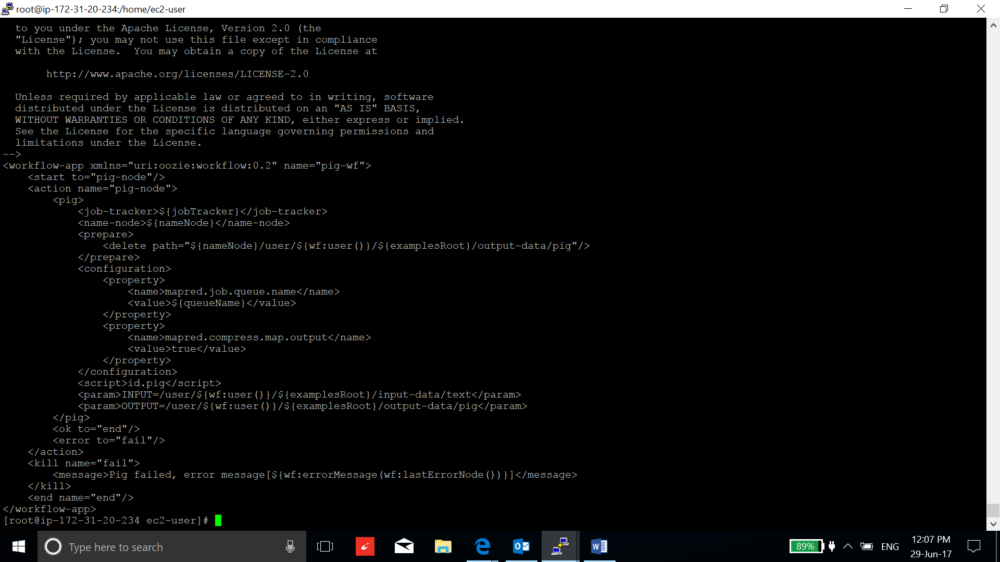 root@ip-172-31-20-234:/home/ec2-user
  to you under the Apache License, Version 2.0 (the
  "License"); you may not use this file except in compliance
  with the License.  You may obtain a copy of the License at
       http://www.apache.org/licenses/LICENSE-2.0
  Unless required by applicable law or agreed to in writing, software
  distributed under the License is distributed on an "AS IS" BASIS,
  WITHOUT WARRANTIES OR CONDITIONS OF ANY KIND, either express or implied.
  See the License for the specific language governing permissions and
  limitations under the License.
-->
<workflow-app xmlns="uri:oozie:workflow:0.2" name="pig-wf">
    <start to="pig-node"/>
    <action name="pig-node">
        <pig>
            <job-tracker>${jobTracker}</job-tracker>
            <name-node>${nameNode}</name-node>
            <prepare>
                <delete path="${nameNode}/user/${wf:user()}/${examplesRoot}/output-data/pig"/>
            </prepare>
            <configuration>
                <property>
                    <name>mapred.job.queue.name</name>
                    <value>${queueName}</value>
                </property>
                <property>
                    <name>mapred.compress.map.output</name>
                    <value>true</value>
                </property>
            </configuration>
            <script>id.pig</script>
            <param>INPUT=/user/${wf:user()}/${examplesRoot}/input-data/text</param>
            <param>OUTPUT=/user/${wf:user()}/${examplesRoot}/output-data/pig</param>
        </pig>
        <ok to="end"/>
        <error to="fail"/>
    </action>
    <kill name="fail">
        <message>Pig failed, error message[${wf:errorMessage(wf:lastErrorNode())}]</message>
    </kill>
    <end name="end"/>
</workflow-app>
[root@ip-172-31-20-234 ec2-user]#
Type here to search
89%
ENG
12:07 PM
29-Jun-17